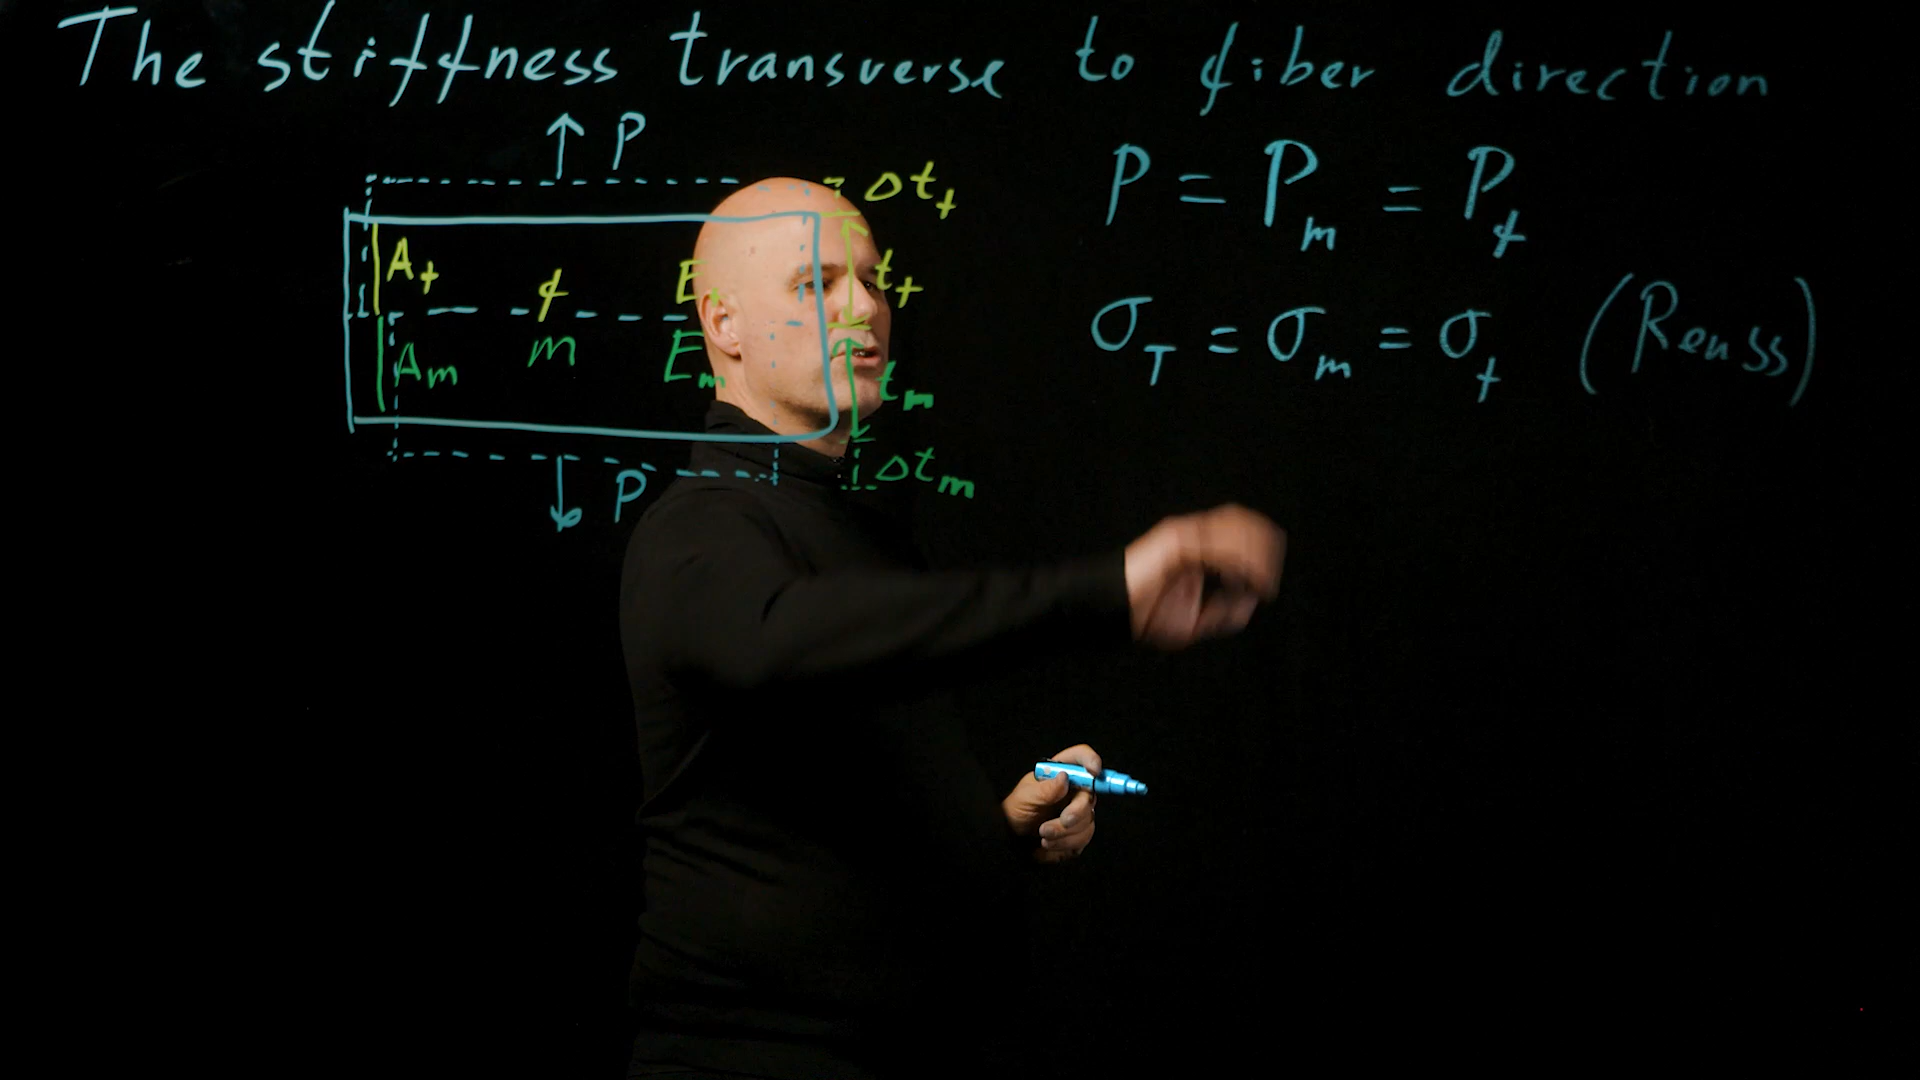 The stiffness transverse to fiber direction
P
Δt_f
P = P_m = P_f
A_f f E_f t_f
σ_T = σ_m = σ_f (Reuss)
A_m m E_m t_m
Δt_m
P